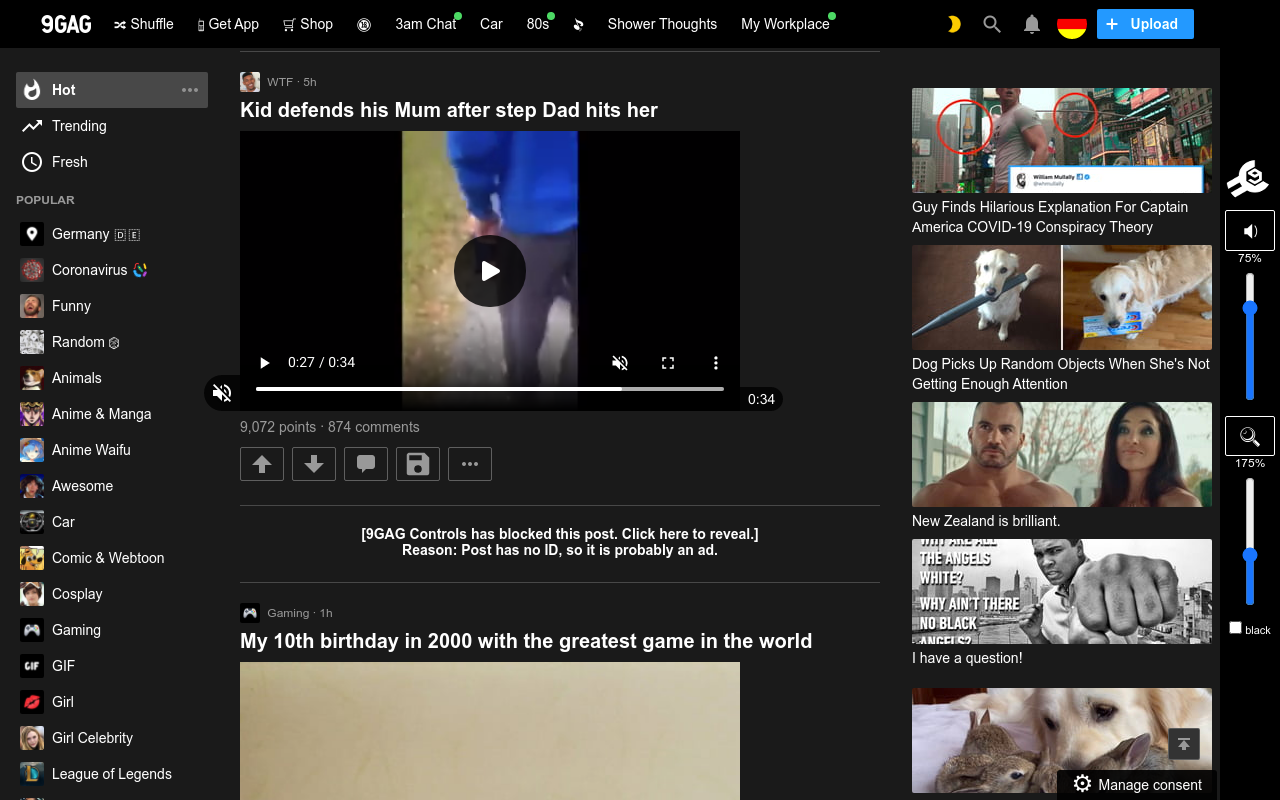 9GAG
Shuffle
Get App
Shop
3am Chat
Car
80s
Shower Thoughts
My Workplace
Upload
Hot
Trending
Fresh
POPULAR
Germany 🇩🇪
Coronavirus
Funny
Random
Animals
Anime & Manga
Anime Waifu
Awesome
Car
Comic & Webtoon
Cosplay
Gaming
GIF
GIF
Girl
Girl Celebrity
League of Legends
WTF · 5h
Kid defends his Mum after step Dad hits her
0:27 / 0:34
0:34
9,072 points · 874 comments
[9GAG Controls has blocked this post. Click here to reveal.]
Reason: Post has no ID, so it is probably an ad.
Gaming · 1h
My 10th birthday in 2000 with the greatest game in the world
William Mullally
@whmullally
Guy Finds Hilarious Explanation For Captain
America COVID-19 Conspiracy Theory
Dog Picks Up Random Objects When She's Not
Getting Enough Attention
New Zealand is brilliant.
WHY ARE ALL
THE ANGELS
WHITE?
WHY AIN'T THERE
NO BLACK
ANGELS?
I have a question!
Manage consent
75%
175%
black